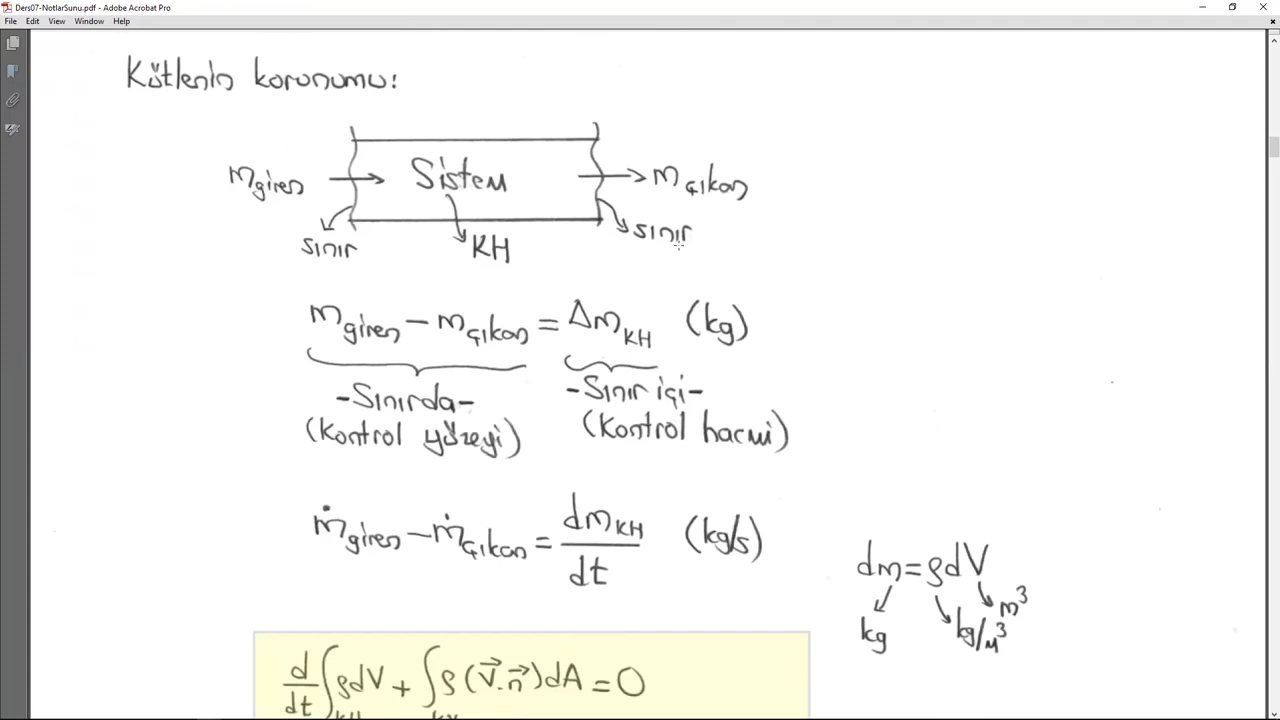 Ders07-NotlarSunu.pdf - Adobe Acrobat Pro
File Edit View Window Help
Kütlenin korunumu:
m giren → Sistem → m çıkan
sınır KH sınır
m giren - m çıkan = Δm KH (kg)
-Sınırda- -Sınır içi-
(Kontrol yüzeyi) (Kontrol hacmi)
ṁ giren - ṁ çıkan = dm KH / dt (kg/s)
dm = ρdV
kg kg/m³ m³
d/dt ∫ρdV + ∫ρ(V⃗.n⃗)dA = 0